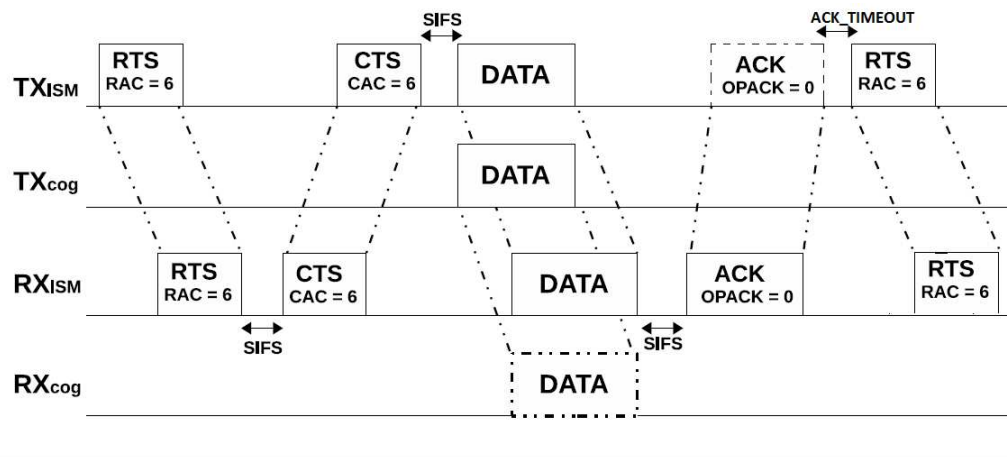 SIFS
ACK_TIMEOUT
TXISM
RTS
RAC = 6
CTS
CAC = 6
DATA
ACK
OPACK = 0
RTS
RAC = 6
TXcog
DATA
RXISM
RTS
RAC = 6
CTS
CAC = 6
DATA
ACK
OPACK = 0
RTS
RAC = 6
SIFS
SIFS
RXcog
DATA